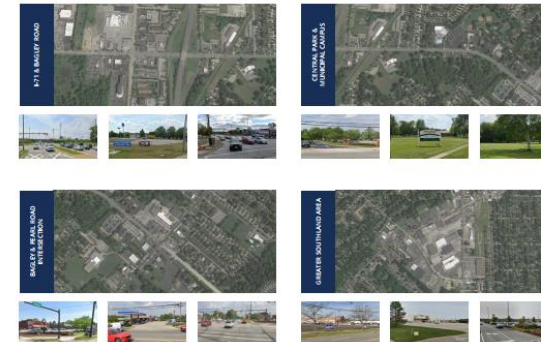 I-71 & BAGLEY ROAD
CENTRAL PARK &
MUNICIPAL CAMPUS
BAGLEY & PEARL ROAD
INTERSECTION
GREATER SOUTHLAND AREA